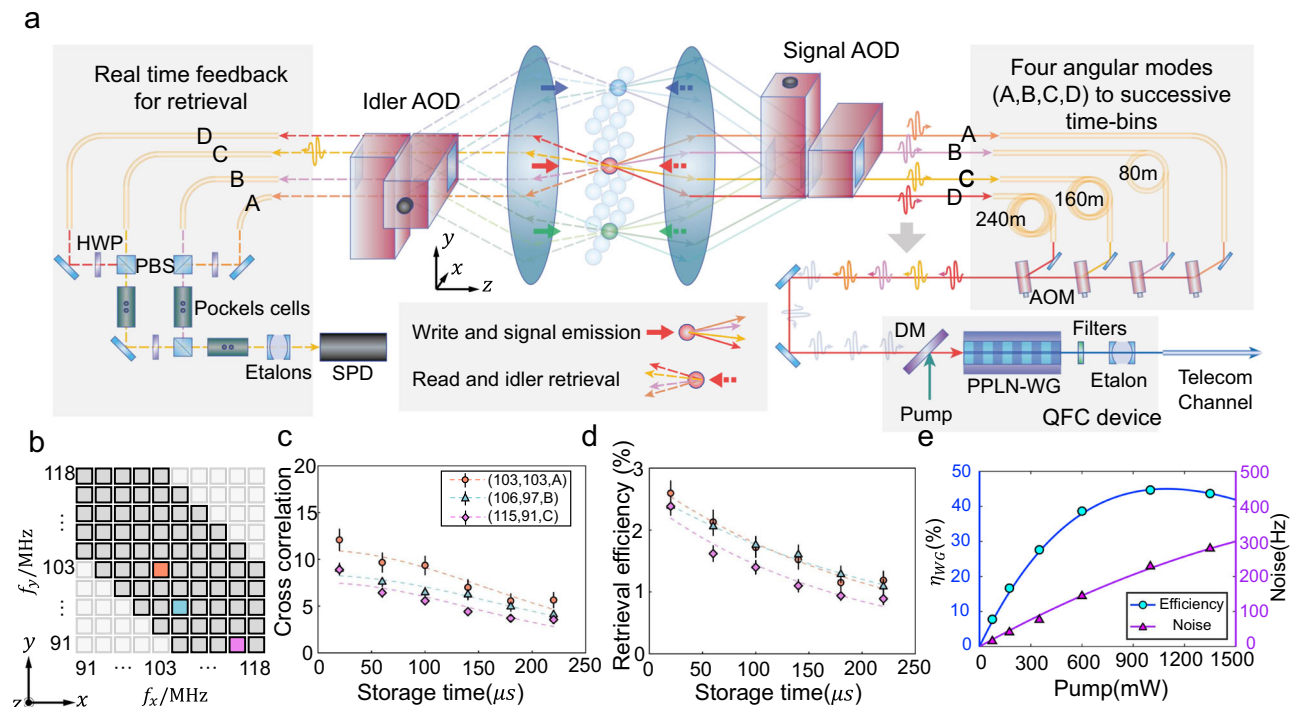 a
Real time feedback
for retrieval
D
C
B
A
HWP
PBS
Pockels cells
Etalons
SPD
Idler AOD
y
x
z
Signal AOD
Four angular modes
(A,B,C,D) to successive
time-bins
A
B
C
D
80m
160m
240m
AOM
Write and signal emission
Read and idler retrieval
DM
Pump
PPLN-WG
Filters
Etalon
QFC device
Telecom
Channel
b
118
⋮
103
⋮
91
f_y/MHz
91 ⋯ 103 ⋯ 118
f_x/MHz
y
z
x
c
Cross correlation
20
15
10
5
0
(103,103,A)
(106,97,B)
(115,91,C)
0 50 100 150 200
Storage time(μs)
d
Retrieval efficiency (%)
3
2
1
0
0 50 100 150 200
Storage time(μs)
e
η_WG(%)
50
40
30
20
10
0
500
400
300
200
100
0
Noise(Hz)
Efficiency
Noise
0 300 600 900 1200 1500
Pump(mW)